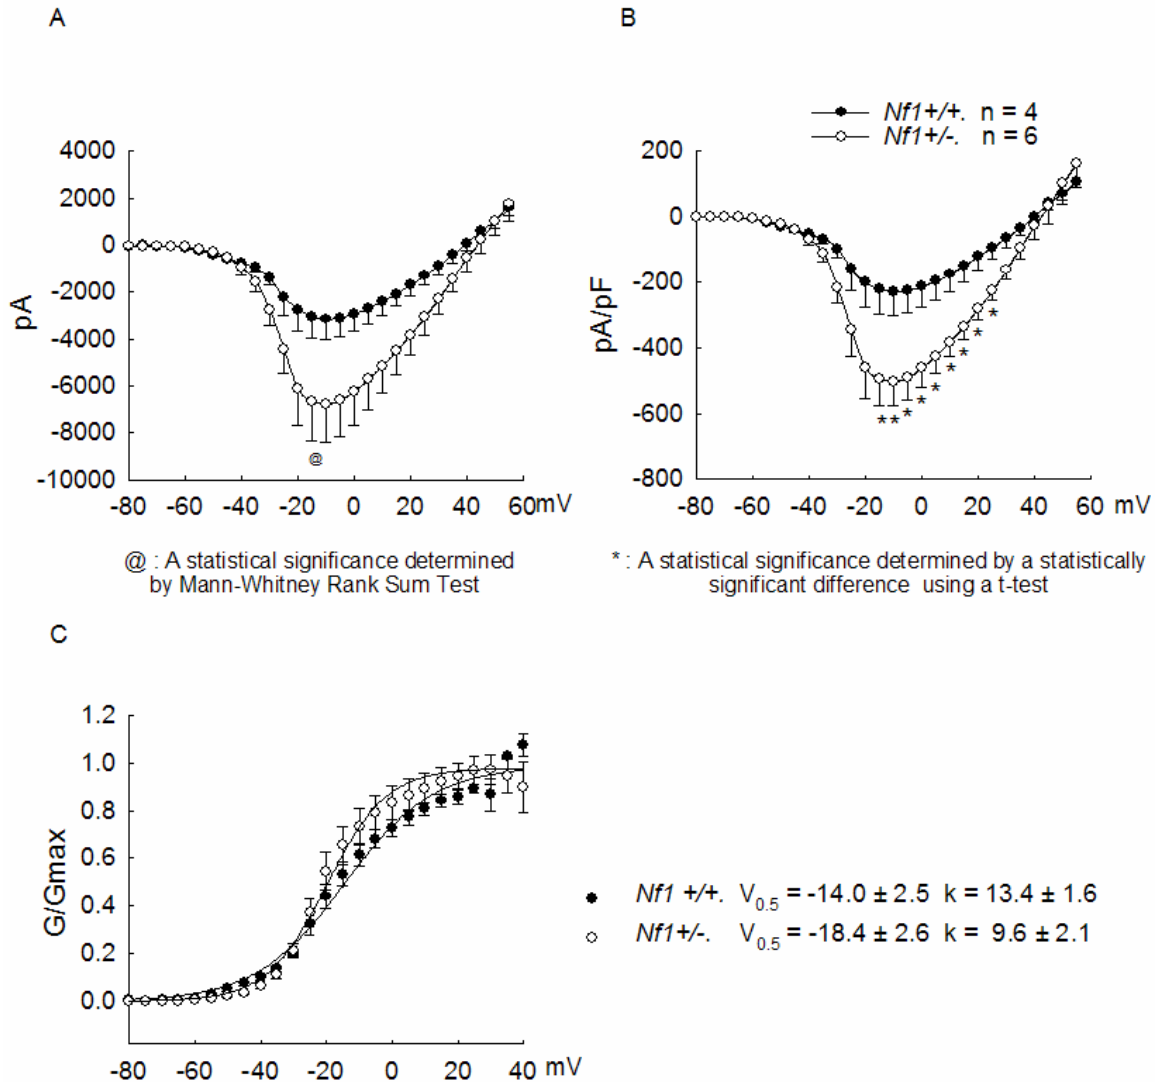 A
B
Nf1+/+. n = 4
Nf1+/-. n = 6
4000
2000
0
-2000
-4000
-6000
-8000
-10000
pA
@
-80 -60 -40 -20 0 20 40 60 mV
200
0
-200
-400
-600
-800
pA/pF
* * * * * * * * *
-80 -60 -40 -20 0 20 40 60 mV
@ : A statistical significance determined
by Mann-Whitney Rank Sum Test
* : A statistical significance determined by a statistically
significant difference using a t-test
C
1.2
1.0
0.8
0.6
0.4
0.2
0.0
G/Gmax
-80 -60 -40 -20 0 20 40 mV
Nf1 +/+. V0.5 = -14.0 ± 2.5 k = 13.4 ± 1.6
Nf1+/-. V0.5 = -18.4 ± 2.6 k = 9.6 ± 2.1